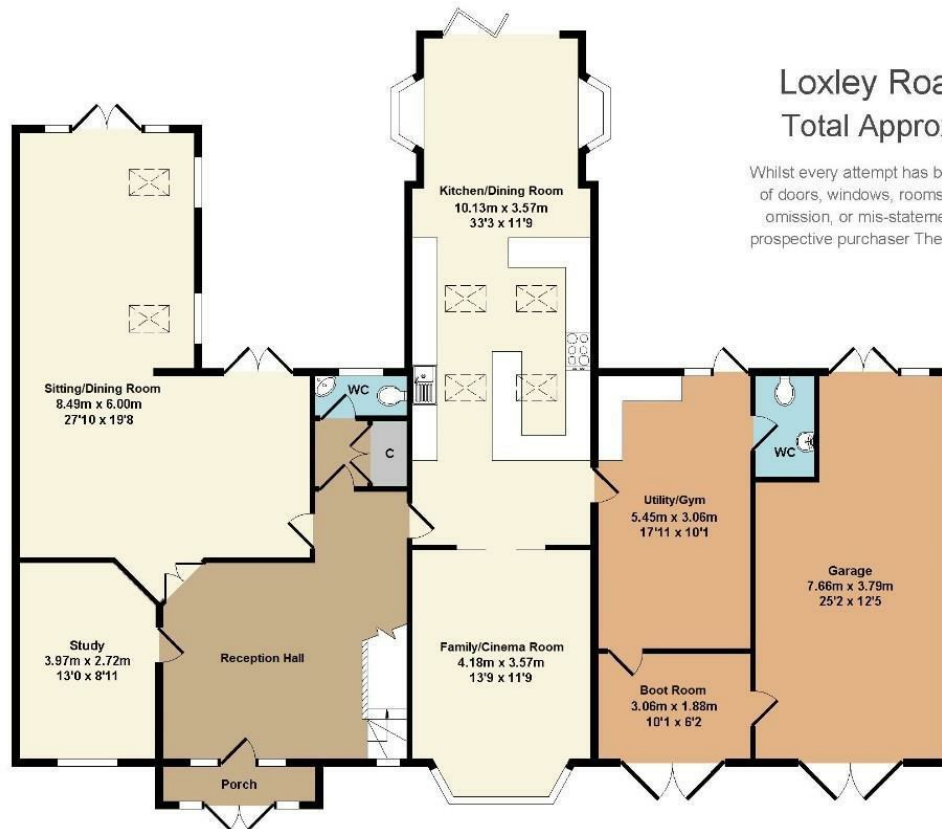 Loxley Roa
Total Approx
Whilst every attempt has b
of doors, windows, rooms
omission, or mis-stateme
prospective purchaser The
Kitchen/Dining Room
10.13m x 3.57m
33'3 x 11'9
Sitting/Dining Room
8.49m x 6.00m
27'10 x 19'8
WC
C
WC
Utility/Gym
5.45m x 3.06m
17'11 x 10'1
Garage
7.66m x 3.79m
25'2 x 12'5
Study
3.97m x 2.72m
13'0 x 8'11
Reception Hall
Family/Cinema Room
4.18m x 3.57m
13'9 x 11'9
Boot Room
3.06m x 1.88m
10'1 x 6'2
Porch